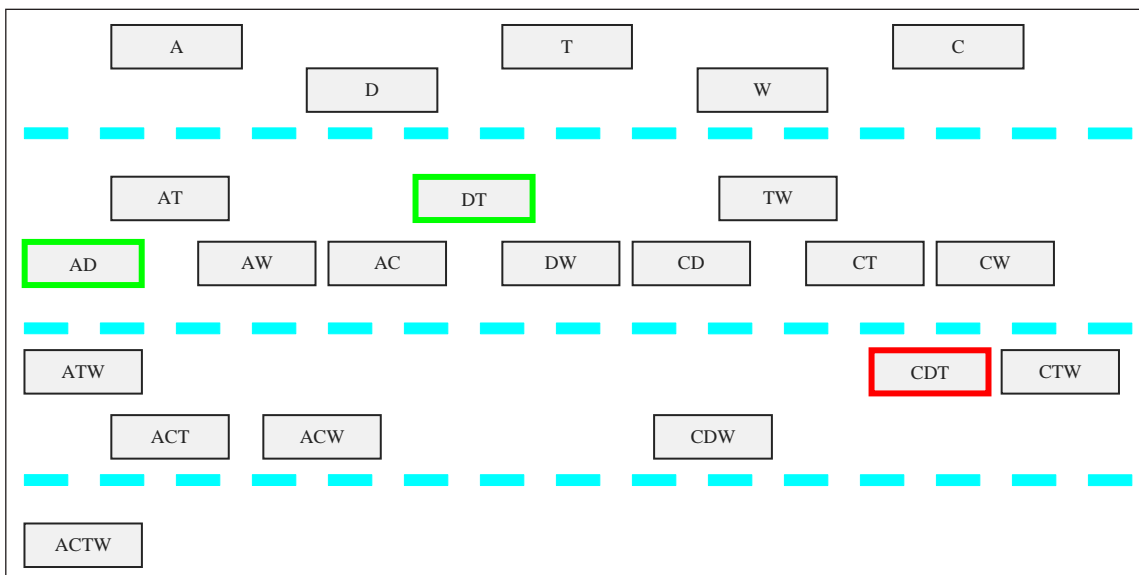 A T C
D W
AT DT TW
AD AW AC DW CD CT CW
ATW CDT CTW
ACT ACW CDW
ACTW